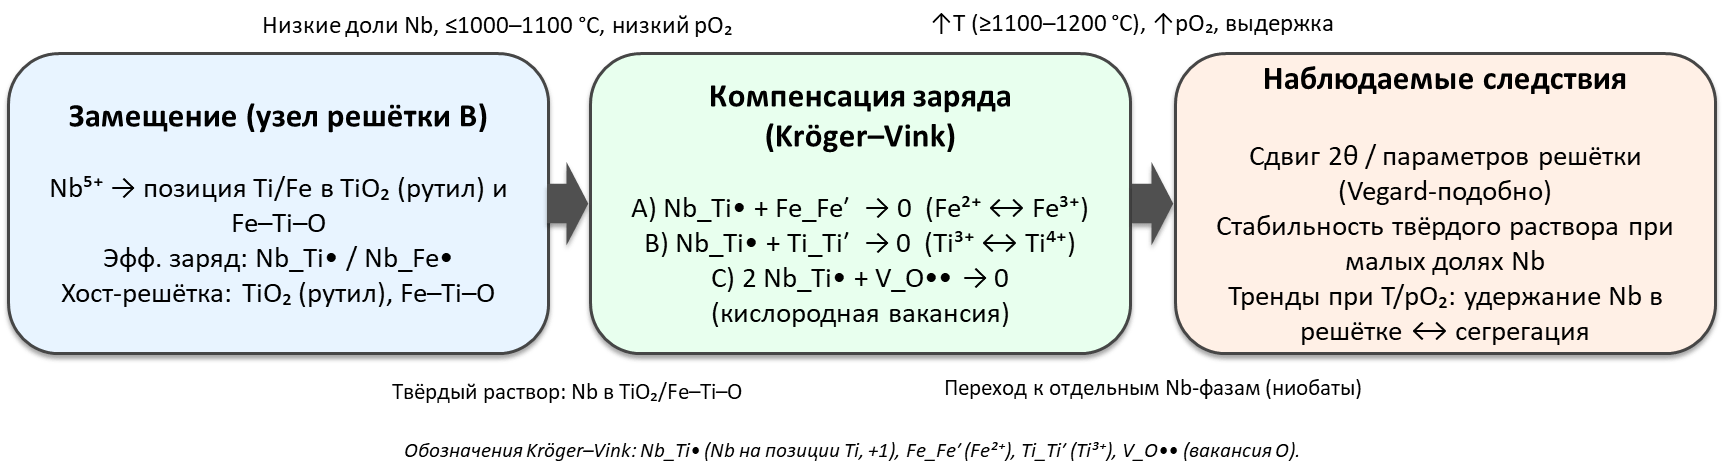 Низкие доли Nb, ≤1000–1100 °C, низкий pO₂
↑T (≥1100–1200 °C), ↑pO₂, выдержка
Замещение (узел решётки B)
Nb⁵⁺ → позиция Ti/Fe в TiO₂ (рутил) и
Fe–Ti–O
Эфф. заряд: Nb_Ti• / Nb_Fe•
Хост-решётка: TiO₂ (рутил), Fe–Ti–O
Компенсация заряда
(Kröger–Vink)
A) Nb_Ti• + Fe_Fe′ → 0 (Fe²⁺ ↔ Fe³⁺)
B) Nb_Ti• + Ti_Ti′ → 0 (Ti³⁺ ↔ Ti⁴⁺)
C) 2 Nb_Ti• + V_O•• → 0
(кислородная вакансия)
Наблюдаемые следствия
Сдвиг 2θ / параметров решётки
(Vegard-подобно)
Стабильность твёрдого раствора при
малых долях Nb
Тренды при T/pO₂: удержание Nb в
решётке ↔ сегрегация
Твёрдый раствор: Nb в TiO₂/Fe–Ti–O
Переход к отдельным Nb-фазам (ниобаты)
Обозначения Kröger–Vink: Nb_Ti• (Nb на позиции Ti, +1), Fe_Fe′ (Fe²⁺), Ti_Ti′ (Ti³⁺), V_O•• (вакансия O).